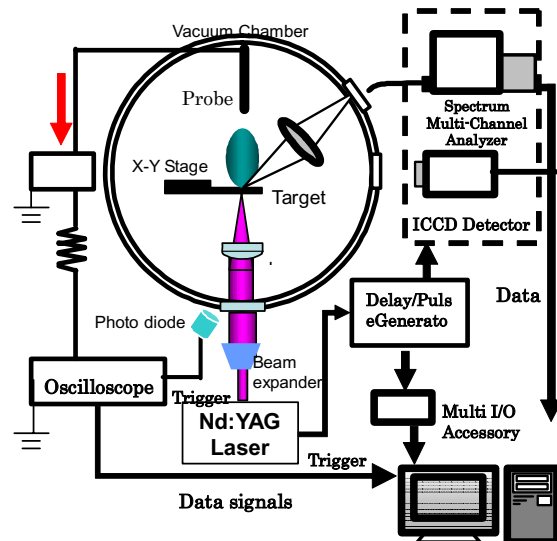 Vacuum Chamber
Probe
Spectrum
Multi-Channel
Analyzer
X-Y Stage
Target
ICCD Detector
Data
Delay/Puls
eGenerato
Photo diode
Beam
expander
Oscilloscope
Trigger
Nd:YAG
Laser
Multi I/O
Accessory
Trigger
Data signals